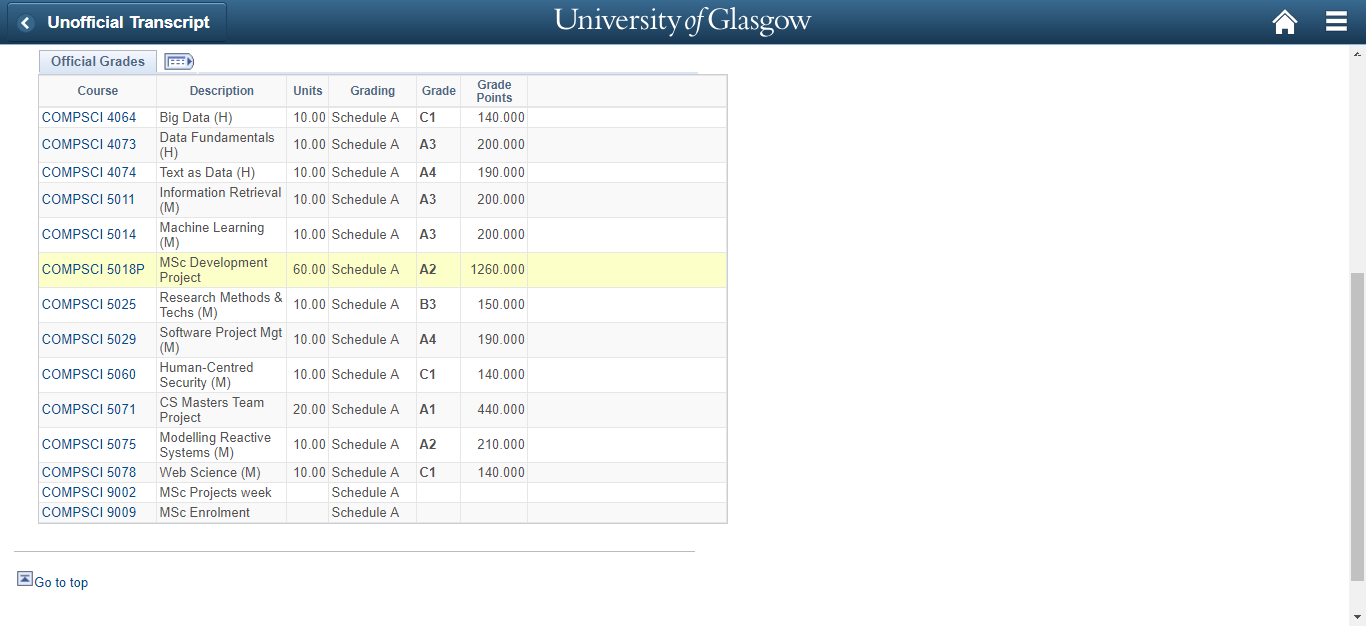 Unofficial Transcript
University of Glasgow
Official Grades
Course Description Units Grading Grade Grade Points
COMPSCI 4064 Big Data (H) 10.00 Schedule A C1 140.000
COMPSCI 4073 Data Fundamentals (H) 10.00 Schedule A A3 200.000
COMPSCI 4074 Text as Data (H) 10.00 Schedule A A4 190.000
COMPSCI 5011 Information Retrieval (M) 10.00 Schedule A A3 200.000
COMPSCI 5014 Machine Learning (M) 10.00 Schedule A A3 200.000
COMPSCI 5018P MSc Development Project 60.00 Schedule A A2 1260.000
COMPSCI 5025 Research Methods & Techs (M) 10.00 Schedule A B3 150.000
COMPSCI 5029 Software Project Mgt (M) 10.00 Schedule A A4 190.000
COMPSCI 5060 Human-Centred Security (M) 10.00 Schedule A C1 140.000
COMPSCI 5071 CS Masters Team Project 20.00 Schedule A A1 440.000
COMPSCI 5075 Modelling Reactive Systems (M) 10.00 Schedule A A2 210.000
COMPSCI 5078 Web Science (M) 10.00 Schedule A C1 140.000
COMPSCI 9002 MSc Projects week Schedule A
COMPSCI 9009 MSc Enrolment Schedule A
Go to top